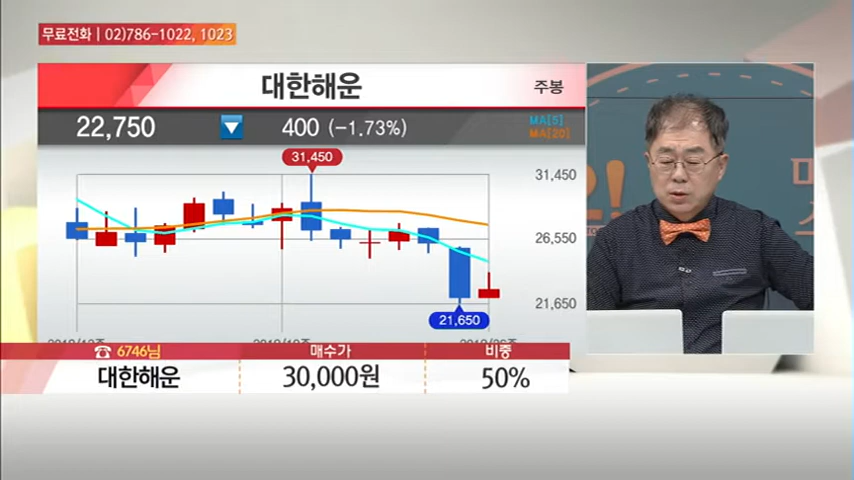 무료전화 | 02)786-1022, 1023
대한해운
주봉
22,750
400 (-1.73%)
MA[5]
MA[20]
31,450
31,450
26,550
21,650
21,650
6746님
매수가
비중
대한해운
30,000원
50%